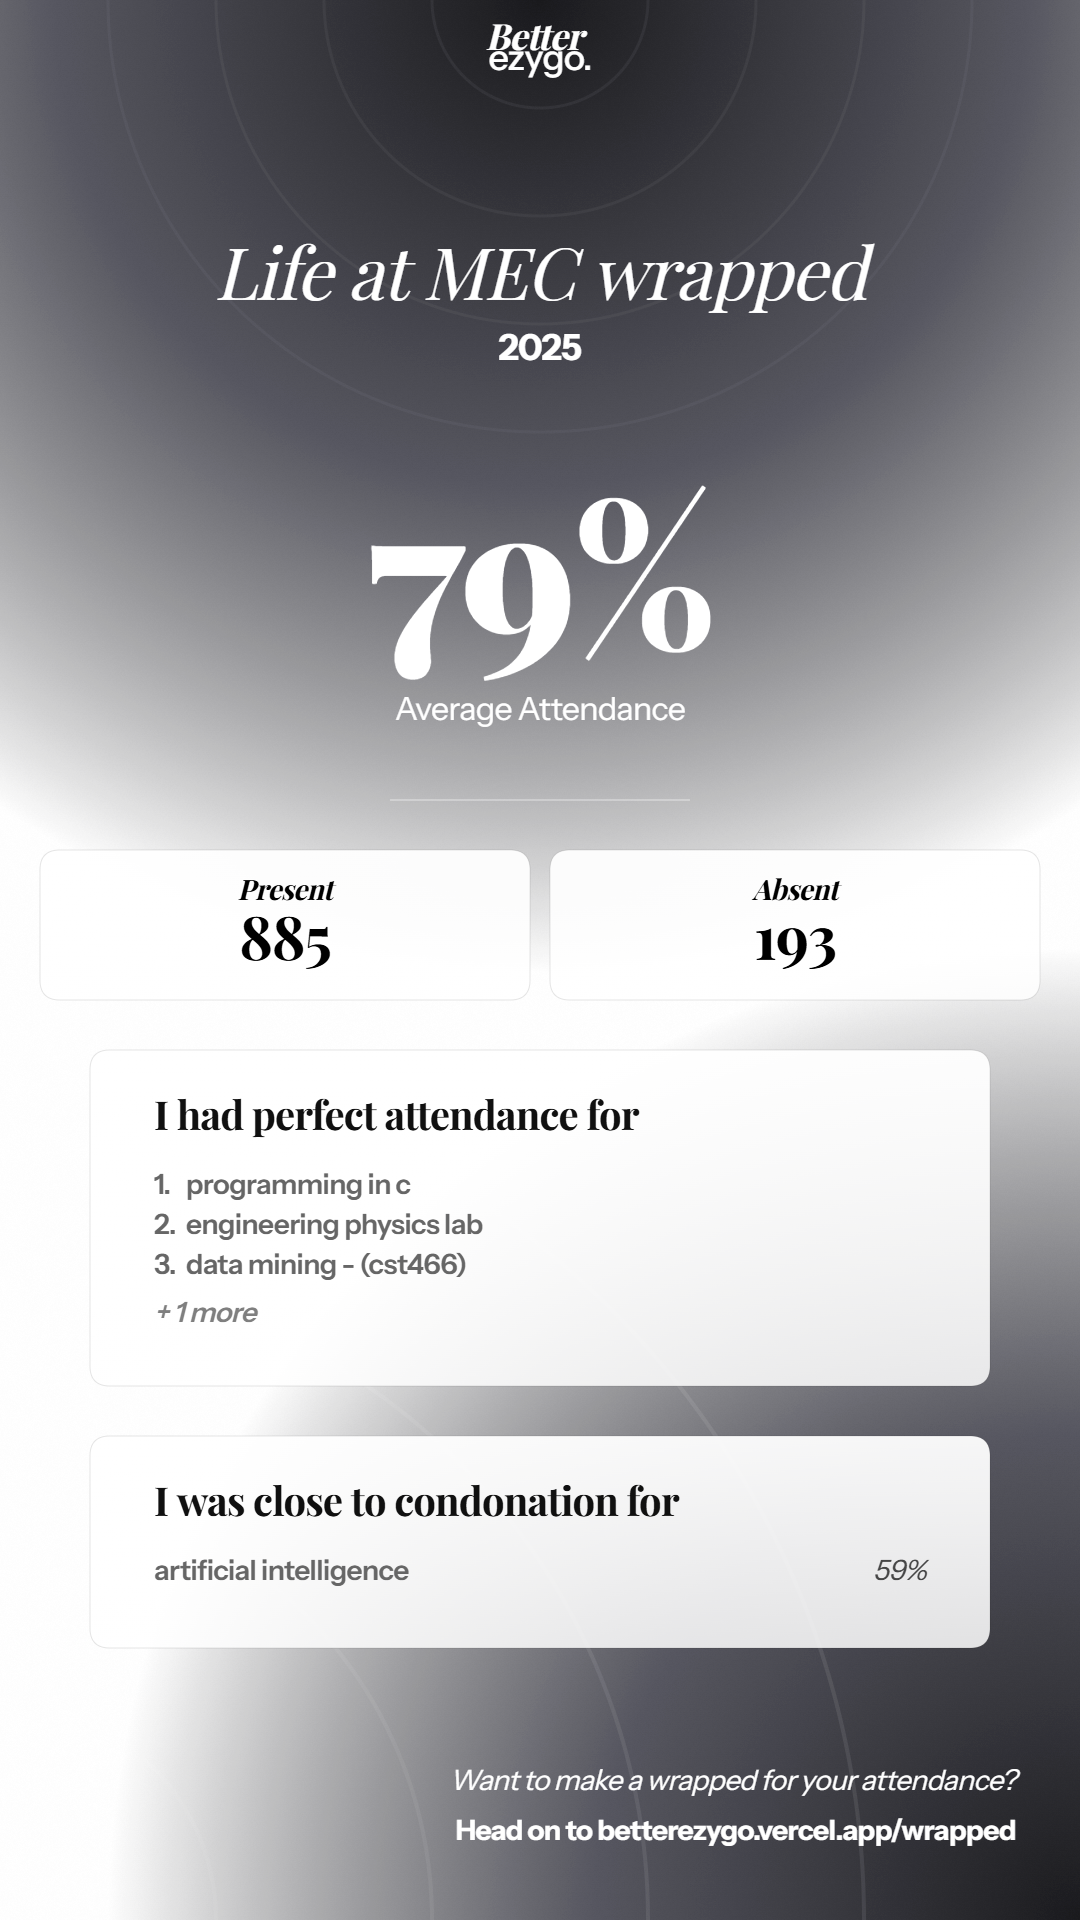 Better
ezygo.
Life at MEC wrapped
2025
79%
Average Attendance
Present
885
Absent
193
I had perfect attendance for
1. programming in c
2. engineering physics lab
3. data mining - (cst466)
+ 1 more
I was close to condonation for
artificial intelligence 59%
Want to make a wrapped for your attendance?
Head on to betterezygo.vercel.app/wrapped